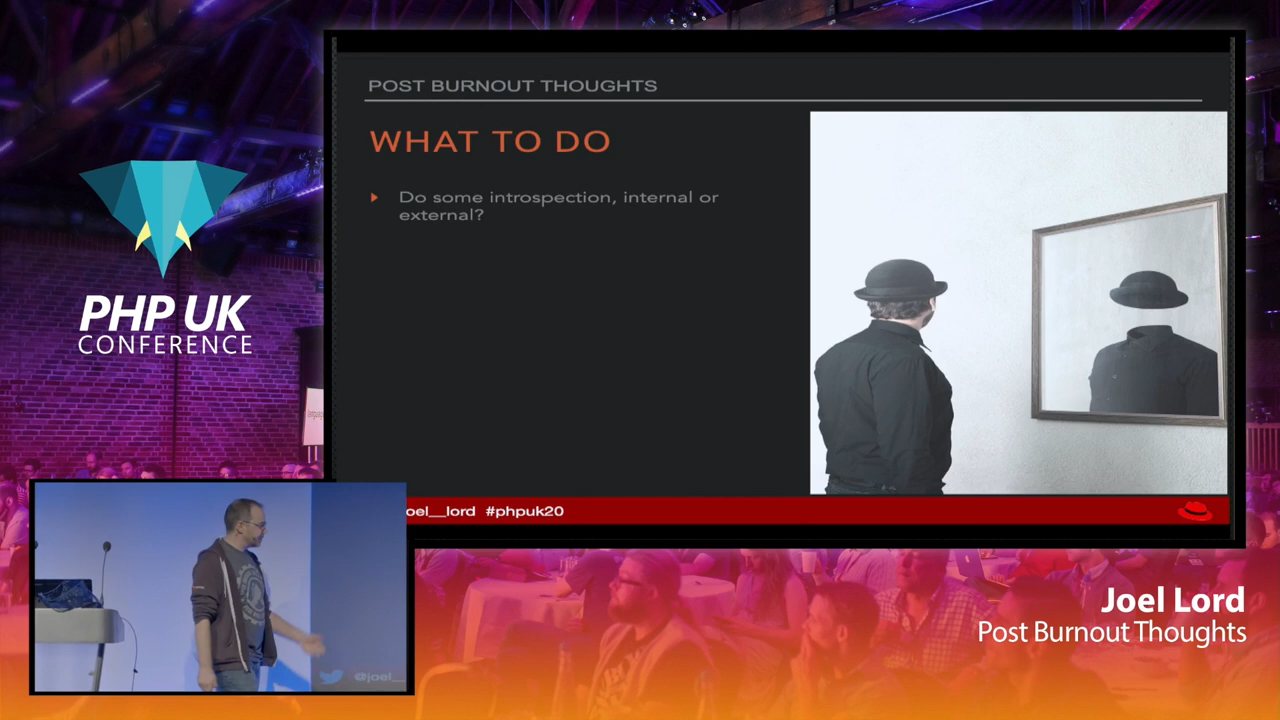 POST BURNOUT THOUGHTS
WHAT TO DO
Do some introspection, internal or
external?
oel__lord #phpuk20
PHP UK
CONFERENCE
@joel_
Joel Lord
Post Burnout Thoughts